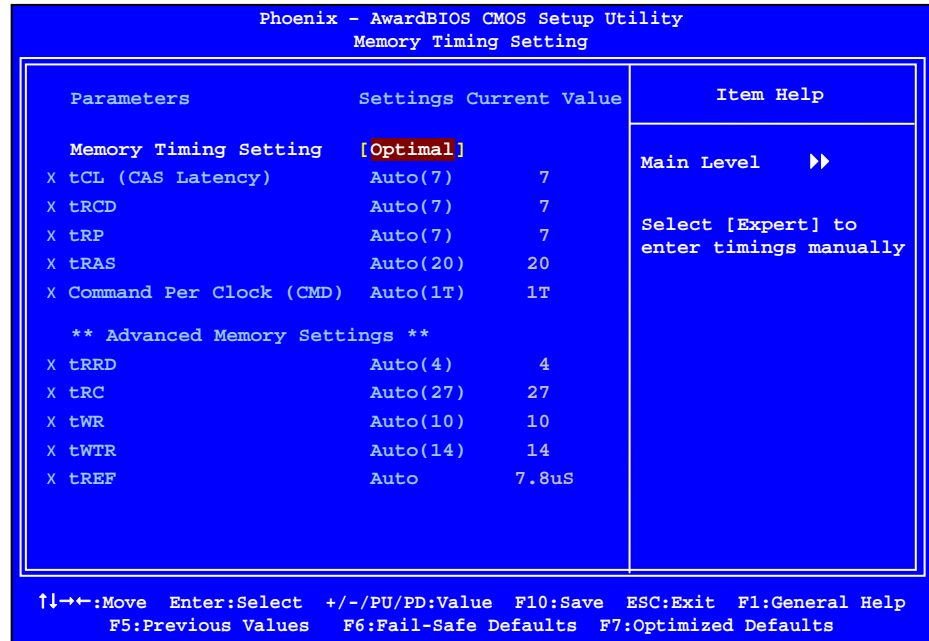 Phoenix – AwardBIOS CMOS Setup Utility
Memory Timing Setting
Parameters Settings Current Value
Memory Timing Setting [Optimal]
X tCL (CAS Latency) Auto(7) 7
X tRCD Auto(7) 7
X tRP Auto(7) 7
X tRAS Auto(20) 20
X Command Per Clock (CMD) Auto(1T) 1T
** Advanced Memory Settings **
X tRRD Auto(4) 4
X tRC Auto(27) 27
X tWR Auto(10) 10
X tWTR Auto(14) 14
X tREF Auto 7.8uS
Item Help
Main Level
Select [Expert] to
enter timings manually
↑↓→←:Move Enter:Select +/-/PU/PD:Value F10:Save ESC:Exit F1:General Help
F5:Previous Values F6:Fail-Safe Defaults F7:Optimized Defaults